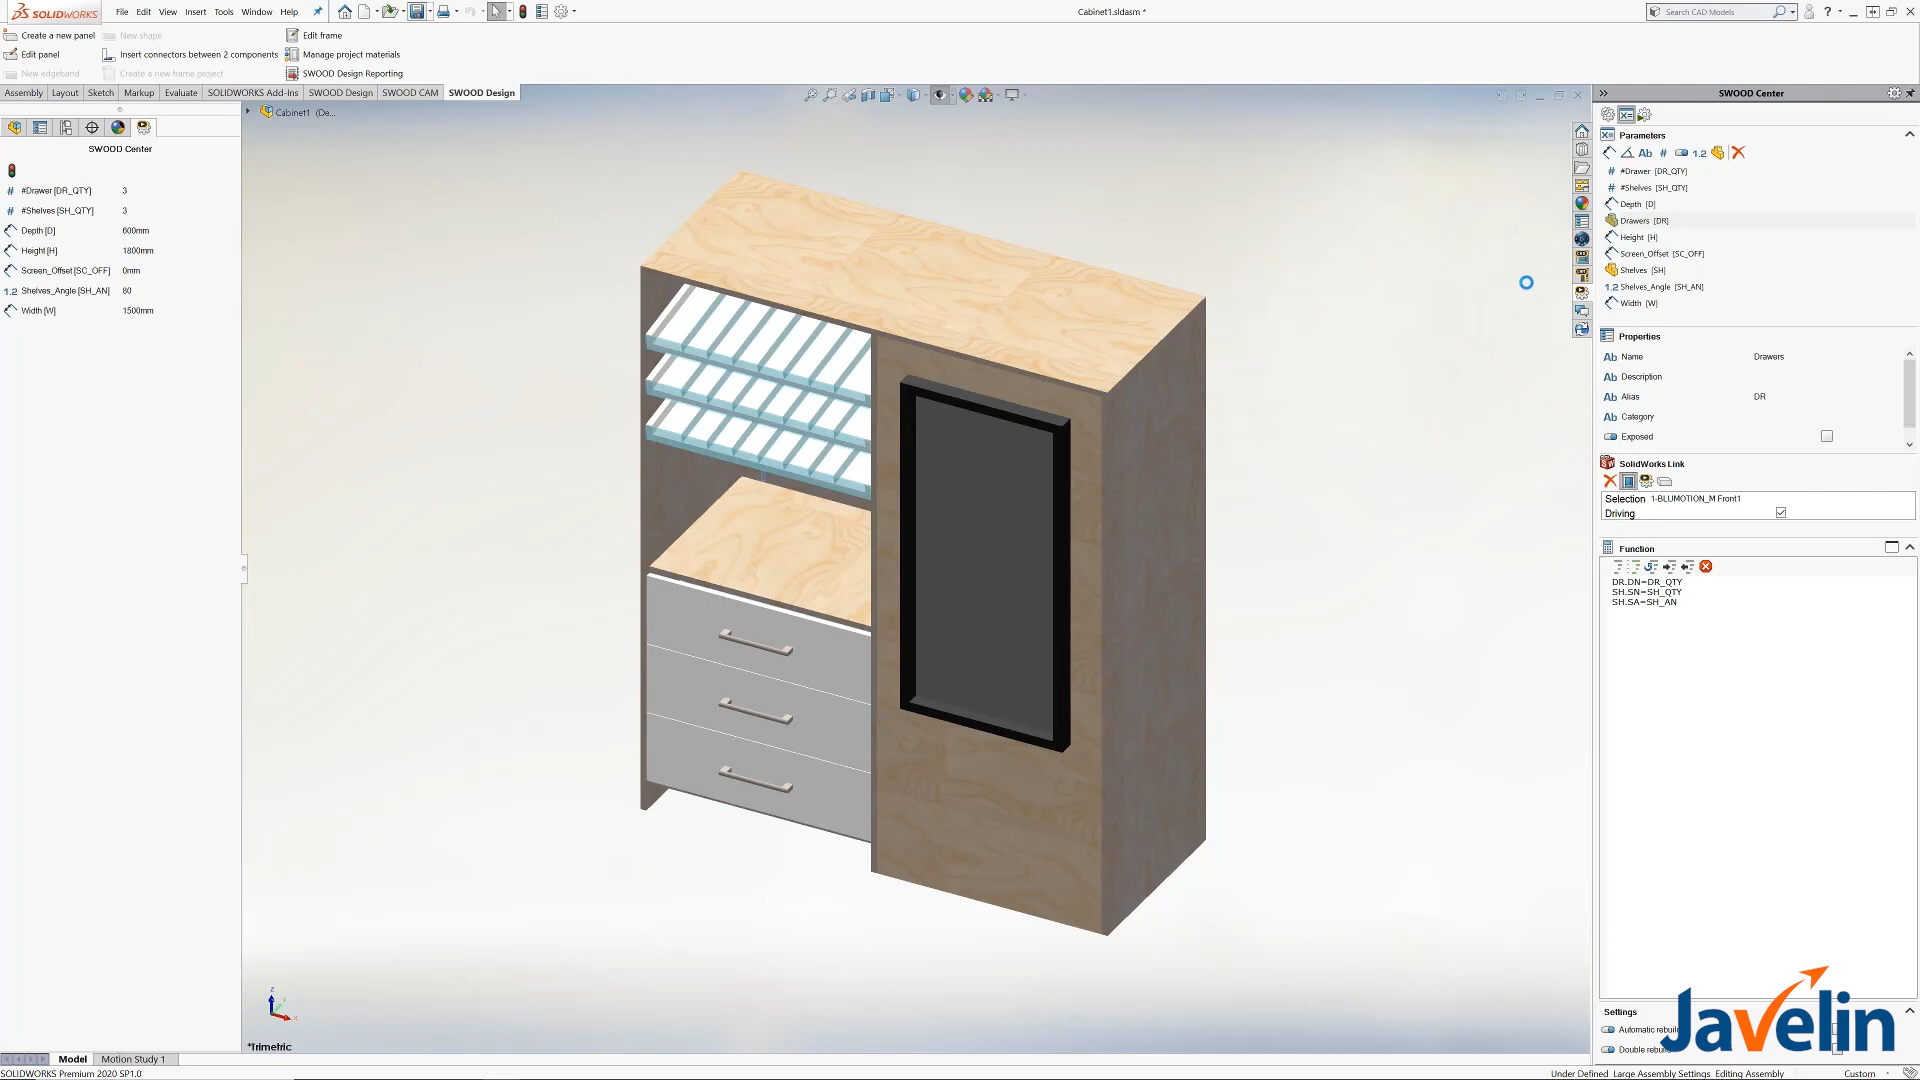 SOLIDWORKS File Edit View Insert Tools Window Help Cabinet1.sldasm * Search CAD Models ?
Create a new panel New shape Edit frame
Edit panel Insert connectors between 2 components Manage project materials
New edgeband Create a new frame project SWOOD Design Reporting
Assembly Layout Sketch Markup Evaluate SOLIDWORKS Add-Ins SWOOD Design SWOOD CAM SWOOD Design
Cabinet1 (De...
SWOOD Center
# #Drawer [DR_QTY] 3
# #Shelves [SH_QTY] 3
Depth [D] 600mm
Height [H] 1800mm
Screen_Offset [SC_OFF] 0mm
1.2 Shelves_Angle [SH_AN] 80
Width [W] 1500mm
SWOOD Center
Parameters
Ab # 1.2
# #Drawer [DR_QTY]
# #Shelves [SH_QTY]
Depth [D]
Drawers [DR]
Height [H]
Screen_Offset [SC_OFF]
Shelves [SH]
1.2 Shelves_Angle [SH_AN]
Width [W]
Properties
Ab Name Drawers
Ab Description
Ab Alias DR
Ab Category
Exposed
SolidWorks Link
Selection 1-BLUMOTION_M Front1
Driving
Function
DR.DN=DR_QTY
SH.SN=SH_QTY
SH.SA=SH_AN
Settings
Automatic rebuil
Double rebu
Javelin
Z
Y
X
*Trimetric
Model Motion Study 1
SOLIDWORKS Premium 2020 SP1.0 Under Defined Large Assembly Settings Editing Assembly Custom